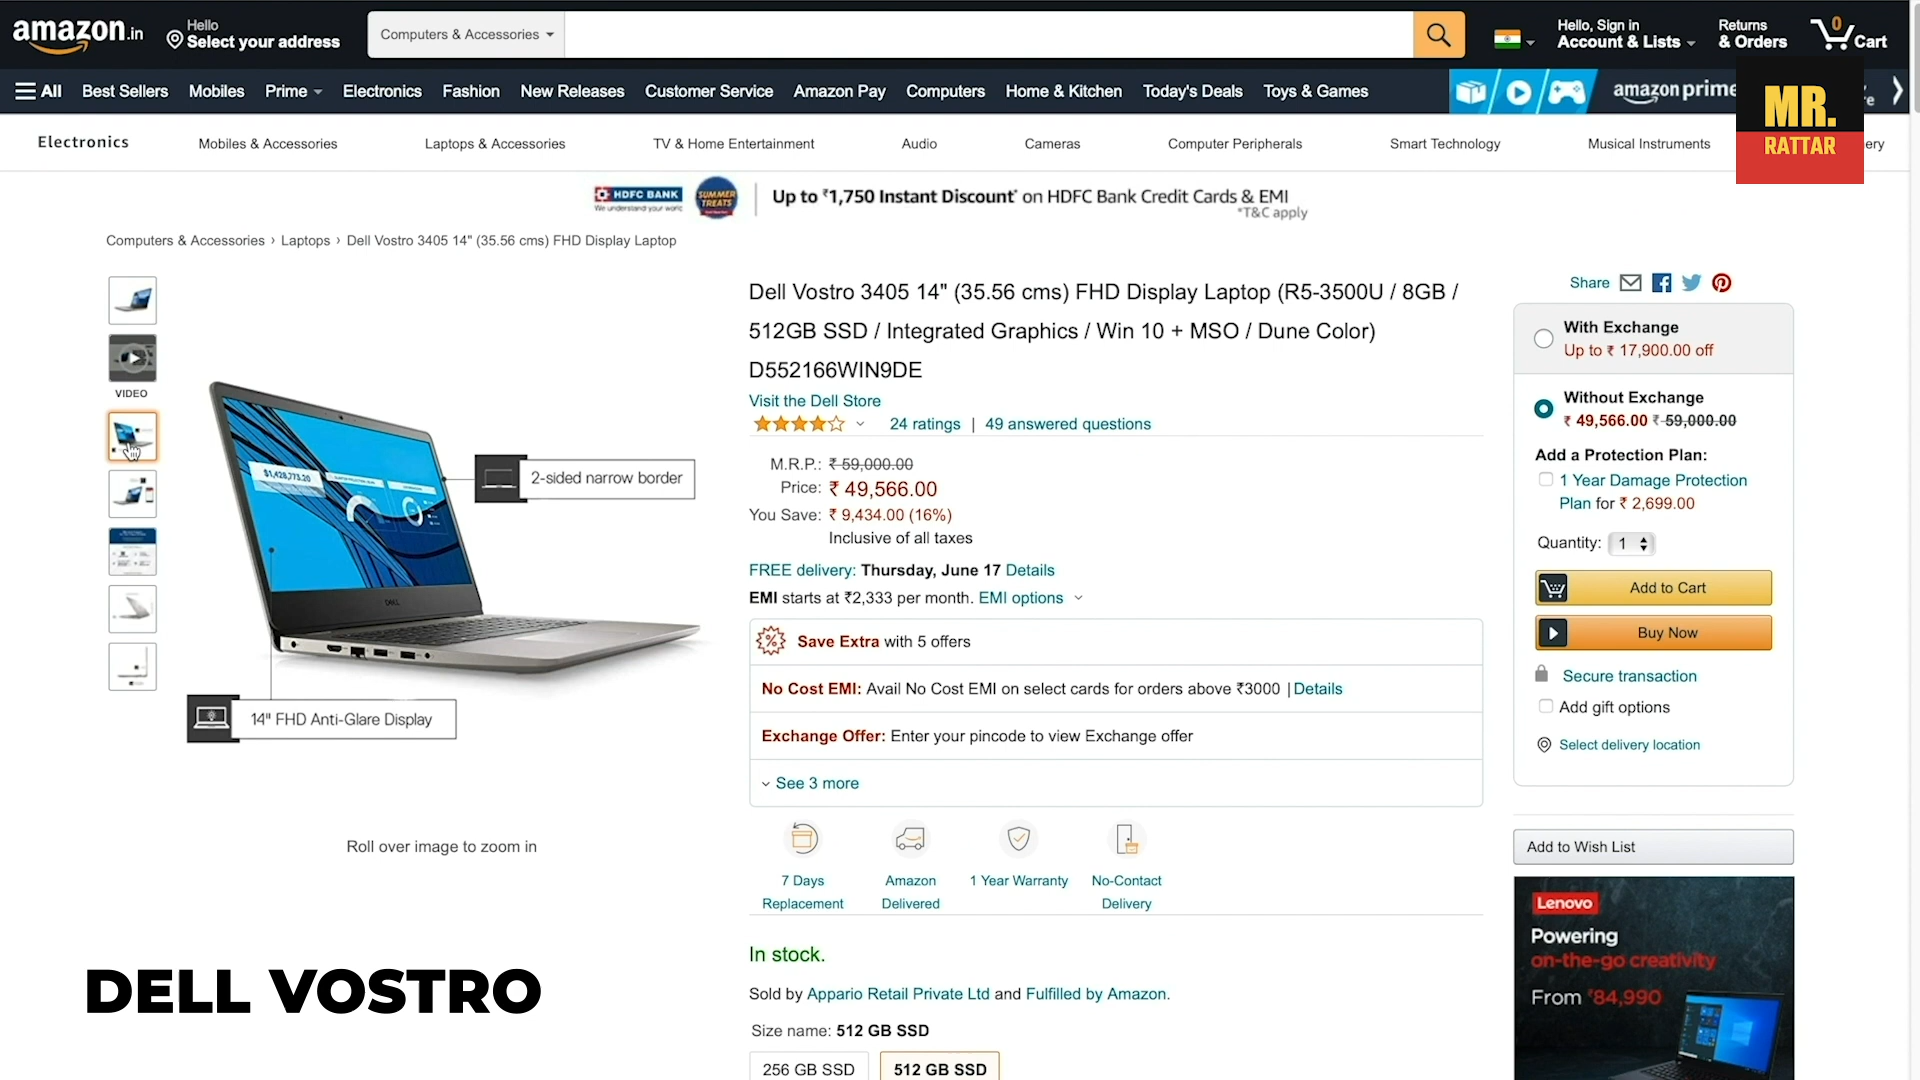 amazon.in
Hello
Select your address
Computers & Accessories
Hello, Sign in
Account & Lists
Returns
& Orders
0
Cart
All
Best Sellers
Mobiles
Prime
Electronics
Fashion
New Releases
Customer Service
Amazon Pay
Computers
Home & Kitchen
Today's Deals
Toys & Games
amazon prime
MR.
RATTAR
Electronics
Mobiles & Accessories
Laptops & Accessories
TV & Home Entertainment
Audio
Cameras
Computer Peripherals
Smart Technology
Musical Instruments
HDFC BANK
We understand your world
SUMMER
TREATS
Up to ₹1,750 Instant Discount* on HDFC Bank Credit Cards & EMI
*T&C apply
Computers & Accessories › Laptops › Dell Vostro 3405 14" (35.56 cms) FHD Display Laptop
VIDEO
$1,428,773.20
2-sided narrow border
DELL
14" FHD Anti-Glare Display
Roll over image to zoom in
DELL VOSTRO
Dell Vostro 3405 14" (35.56 cms) FHD Display Laptop (R5-3500U / 8GB /
512GB SSD / Integrated Graphics / Win 10 + MSO / Dune Color)
D552166WIN9DE
Visit the Dell Store
24 ratings | 49 answered questions
M.R.P.: ₹ 59,000.00
Price: ₹ 49,566.00
You Save: ₹ 9,434.00 (16%)
Inclusive of all taxes
FREE delivery: Thursday, June 17 Details
EMI starts at ₹2,333 per month. EMI options
Save Extra with 5 offers
No Cost EMI: Avail No Cost EMI on select cards for orders above ₹3000 | Details
Exchange Offer: Enter your pincode to view Exchange offer
See 3 more
7 Days
Replacement
Amazon
Delivered
1 Year Warranty
No-Contact
Delivery
In stock.
Sold by Appario Retail Private Ltd and Fulfilled by Amazon.
Size name: 512 GB SSD
256 GB SSD
512 GB SSD
Share
With Exchange
Up to ₹ 17,900.00 off
Without Exchange
₹ 49,566.00 ₹ 59,000.00
Add a Protection Plan:
1 Year Damage Protection
Plan for ₹ 2,699.00
Quantity: 1
Add to Cart
Buy Now
Secure transaction
Add gift options
Select delivery location
Add to Wish List
Lenovo
Powering
on-the-go creativity
From ₹84,990